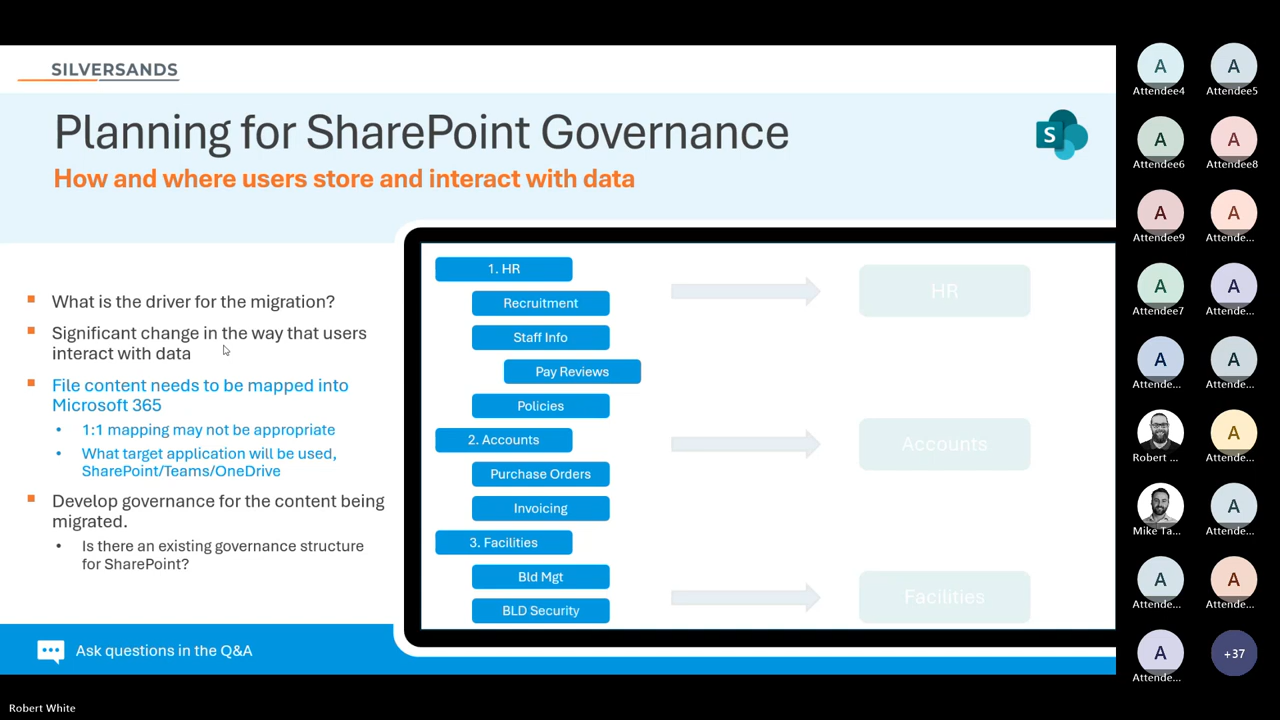 SILVERSANDS
Planning for SharePoint Governance
How and where users store and interact with data
S
What is the driver for the migration?
Significant change in the way that users
interact with data
File content needs to be mapped into
Microsoft 365
1:1 mapping may not be appropriate
What target application will be used,
SharePoint/Teams/OneDrive
Develop governance for the content being
migrated.
Is there an existing governance structure
for SharePoint?
1. HR
Recruitment
Staff Info
Pay Reviews
Policies
2. Accounts
Purchase Orders
Invoicing
3. Facilities
Bld Mgt
BLD Security
HR
Accounts
Facilities
Ask questions in the Q&A
A
Attendee4
A
Attendee5
A
Attendee6
A
Attendee8
A
Attendee9
A
Attende...
A
Attendee7
A
Attende...
A
Attende...
A
Attende...
Robert ...
A
Attende...
Mike Ta...
A
Attende...
A
Attende...
A
Attende...
A
Attende...
+37
Robert White